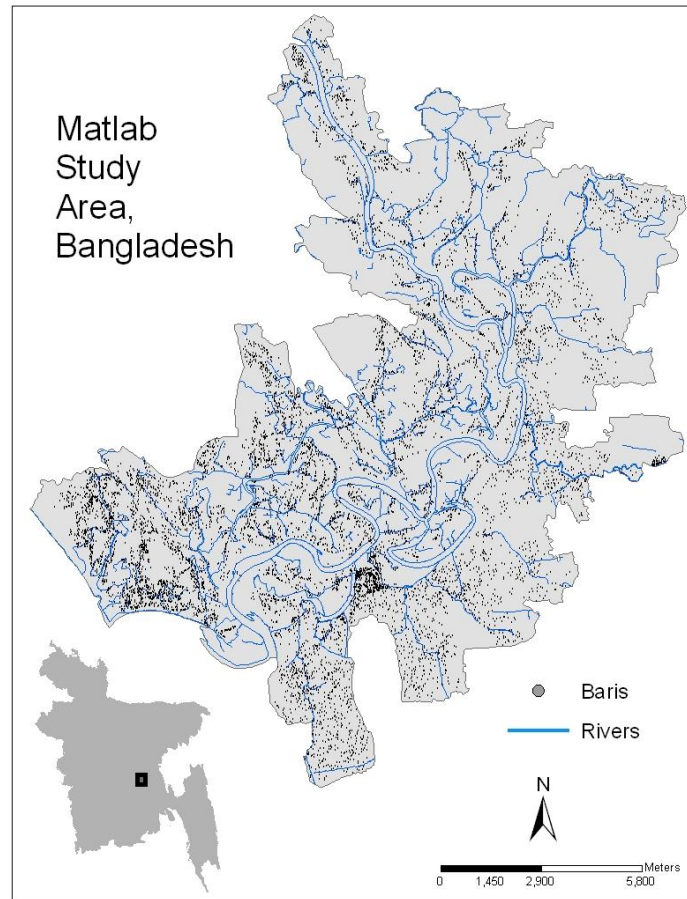 Matlab
Study
Area,
Bangladesh
Baris
Rivers
N
Meters
0 1,450 2,900 5,800